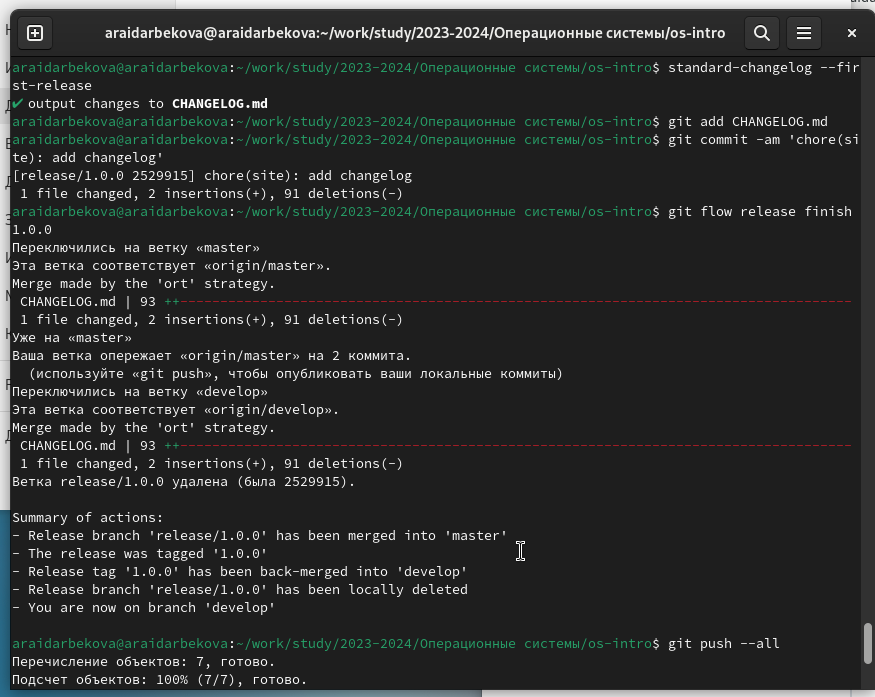 araidarbekova@araidarbekova:~/work/study/2023-2024/Операционные системы/os-intro
araidarbekova@araidarbekova:~/work/study/2023-2024/Операционные системы/os-intro$ standard-changelog --fir
st-release
✔ output changes to CHANGELOG.md
araidarbekova@araidarbekova:~/work/study/2023-2024/Операционные системы/os-intro$ git add CHANGELOG.md
araidarbekova@araidarbekova:~/work/study/2023-2024/Операционные системы/os-intro$ git commit -am 'chore(si
te): add changelog'
[release/1.0.0 2529915] chore(site): add changelog
 1 file changed, 2 insertions(+), 91 deletions(-)
araidarbekova@araidarbekova:~/work/study/2023-2024/Операционные системы/os-intro$ git flow release finish
1.0.0
Переключились на ветку «master»
Эта ветка соответствует «origin/master».
Merge made by the 'ort' strategy.
 CHANGELOG.md | 93 ++-------------------------------------------------------------------------------------
 1 file changed, 2 insertions(+), 91 deletions(-)
Уже на «master»
Ваша ветка опережает «origin/master» на 2 коммита.
  (используйте «git push», чтобы опубликовать ваши локальные коммиты)
Переключились на ветку «develop»
Эта ветка соответствует «origin/develop».
Merge made by the 'ort' strategy.
 CHANGELOG.md | 93 ++-------------------------------------------------------------------------------------
 1 file changed, 2 insertions(+), 91 deletions(-)
Ветка release/1.0.0 удалена (была 2529915).
Summary of actions:
- Release branch 'release/1.0.0' has been merged into 'master'
- The release was tagged '1.0.0'
- Release tag '1.0.0' has been back-merged into 'develop'
- Release branch 'release/1.0.0' has been locally deleted
- You are now on branch 'develop'
araidarbekova@araidarbekova:~/work/study/2023-2024/Операционные системы/os-intro$ git push --all
Перечисление объектов: 7, готово.
Подсчет объектов: 100% (7/7), готово.